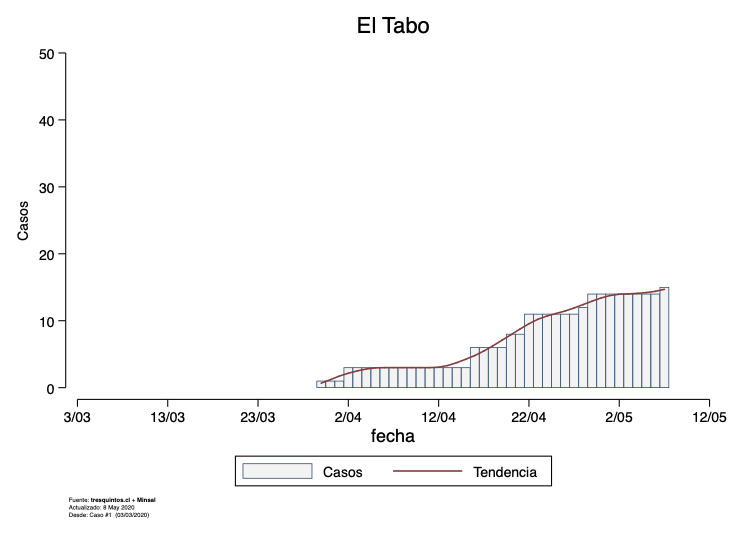 El Tabo
50
40
30
20
10
0
Casos
3/03 13/03 23/03 2/04 12/04 22/04 2/05 12/05
fecha
Casos Tendencia
Fuente: tresquintos.cl + Minsal
Actualizado: 8 May 2020
Desde: Caso #1 (03/03/2020)